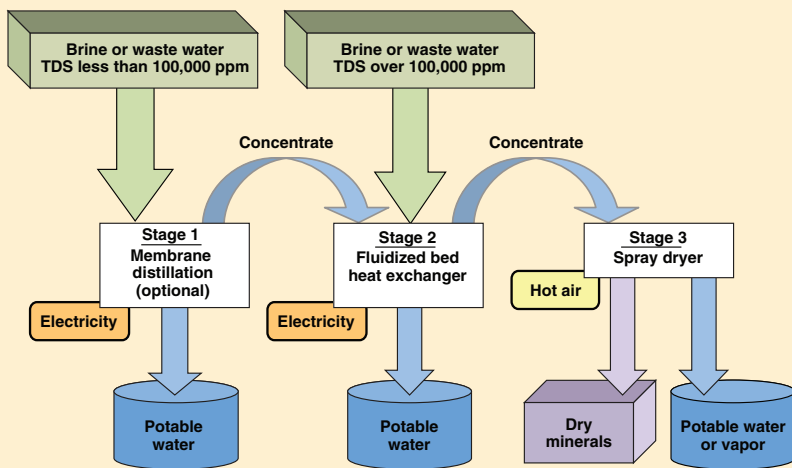 Brine or waste water
TDS less than 100,000 ppm
Brine or waste water
TDS over 100,000 ppm
Concentrate
Concentrate
Stage 1
Membrane
distillation
(optional)
Stage 2
Fluidized bed
heat exchanger
Stage 3
Spray dryer
Electricity
Electricity
Hot air
Potable
water
Potable
water
Dry
minerals
Potable water
or vapor